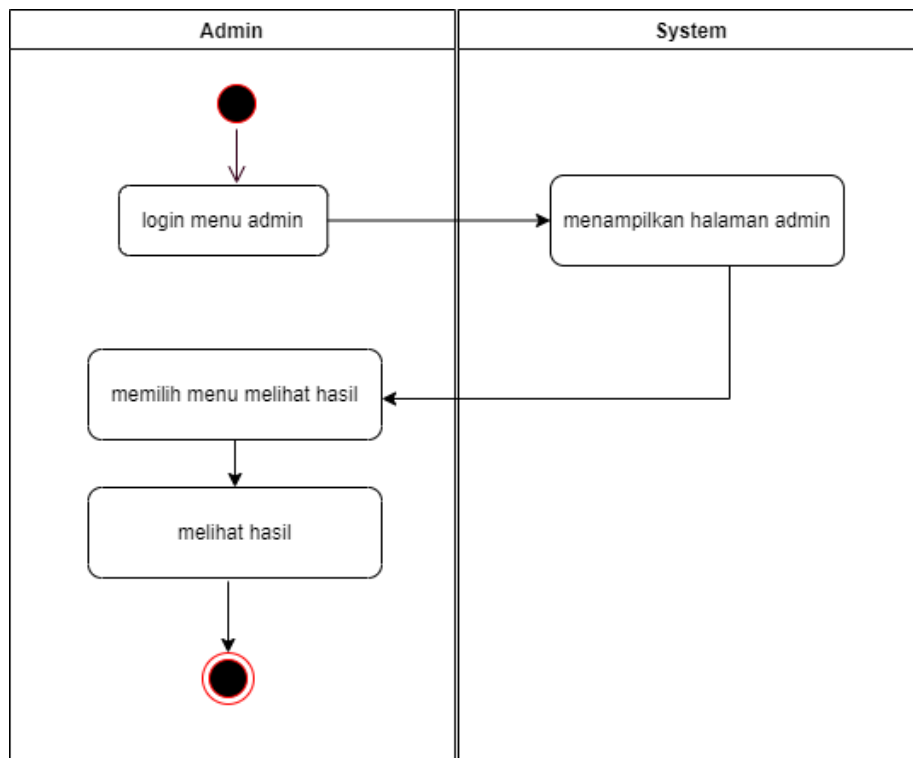 Admin
System
login menu admin
menampilkan halaman admin
memilih menu melihat hasil
melihat hasil